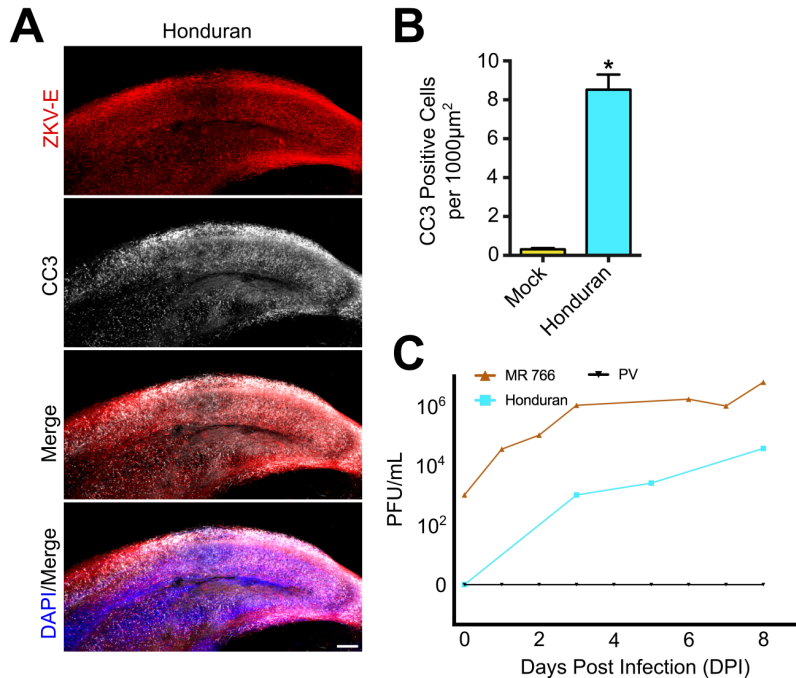 A
Honduran
ZKV-E
CC3
Merge
DAPI/Merge
B
CC3 Positive Cells
per 1000µm²
10
8
6
4
2
0
*
Mock
Honduran
C
MR 766
PV
Honduran
PFU/mL
10⁶
10⁴
10²
0
0 2 4 6 8
Days Post Infection (DPI)